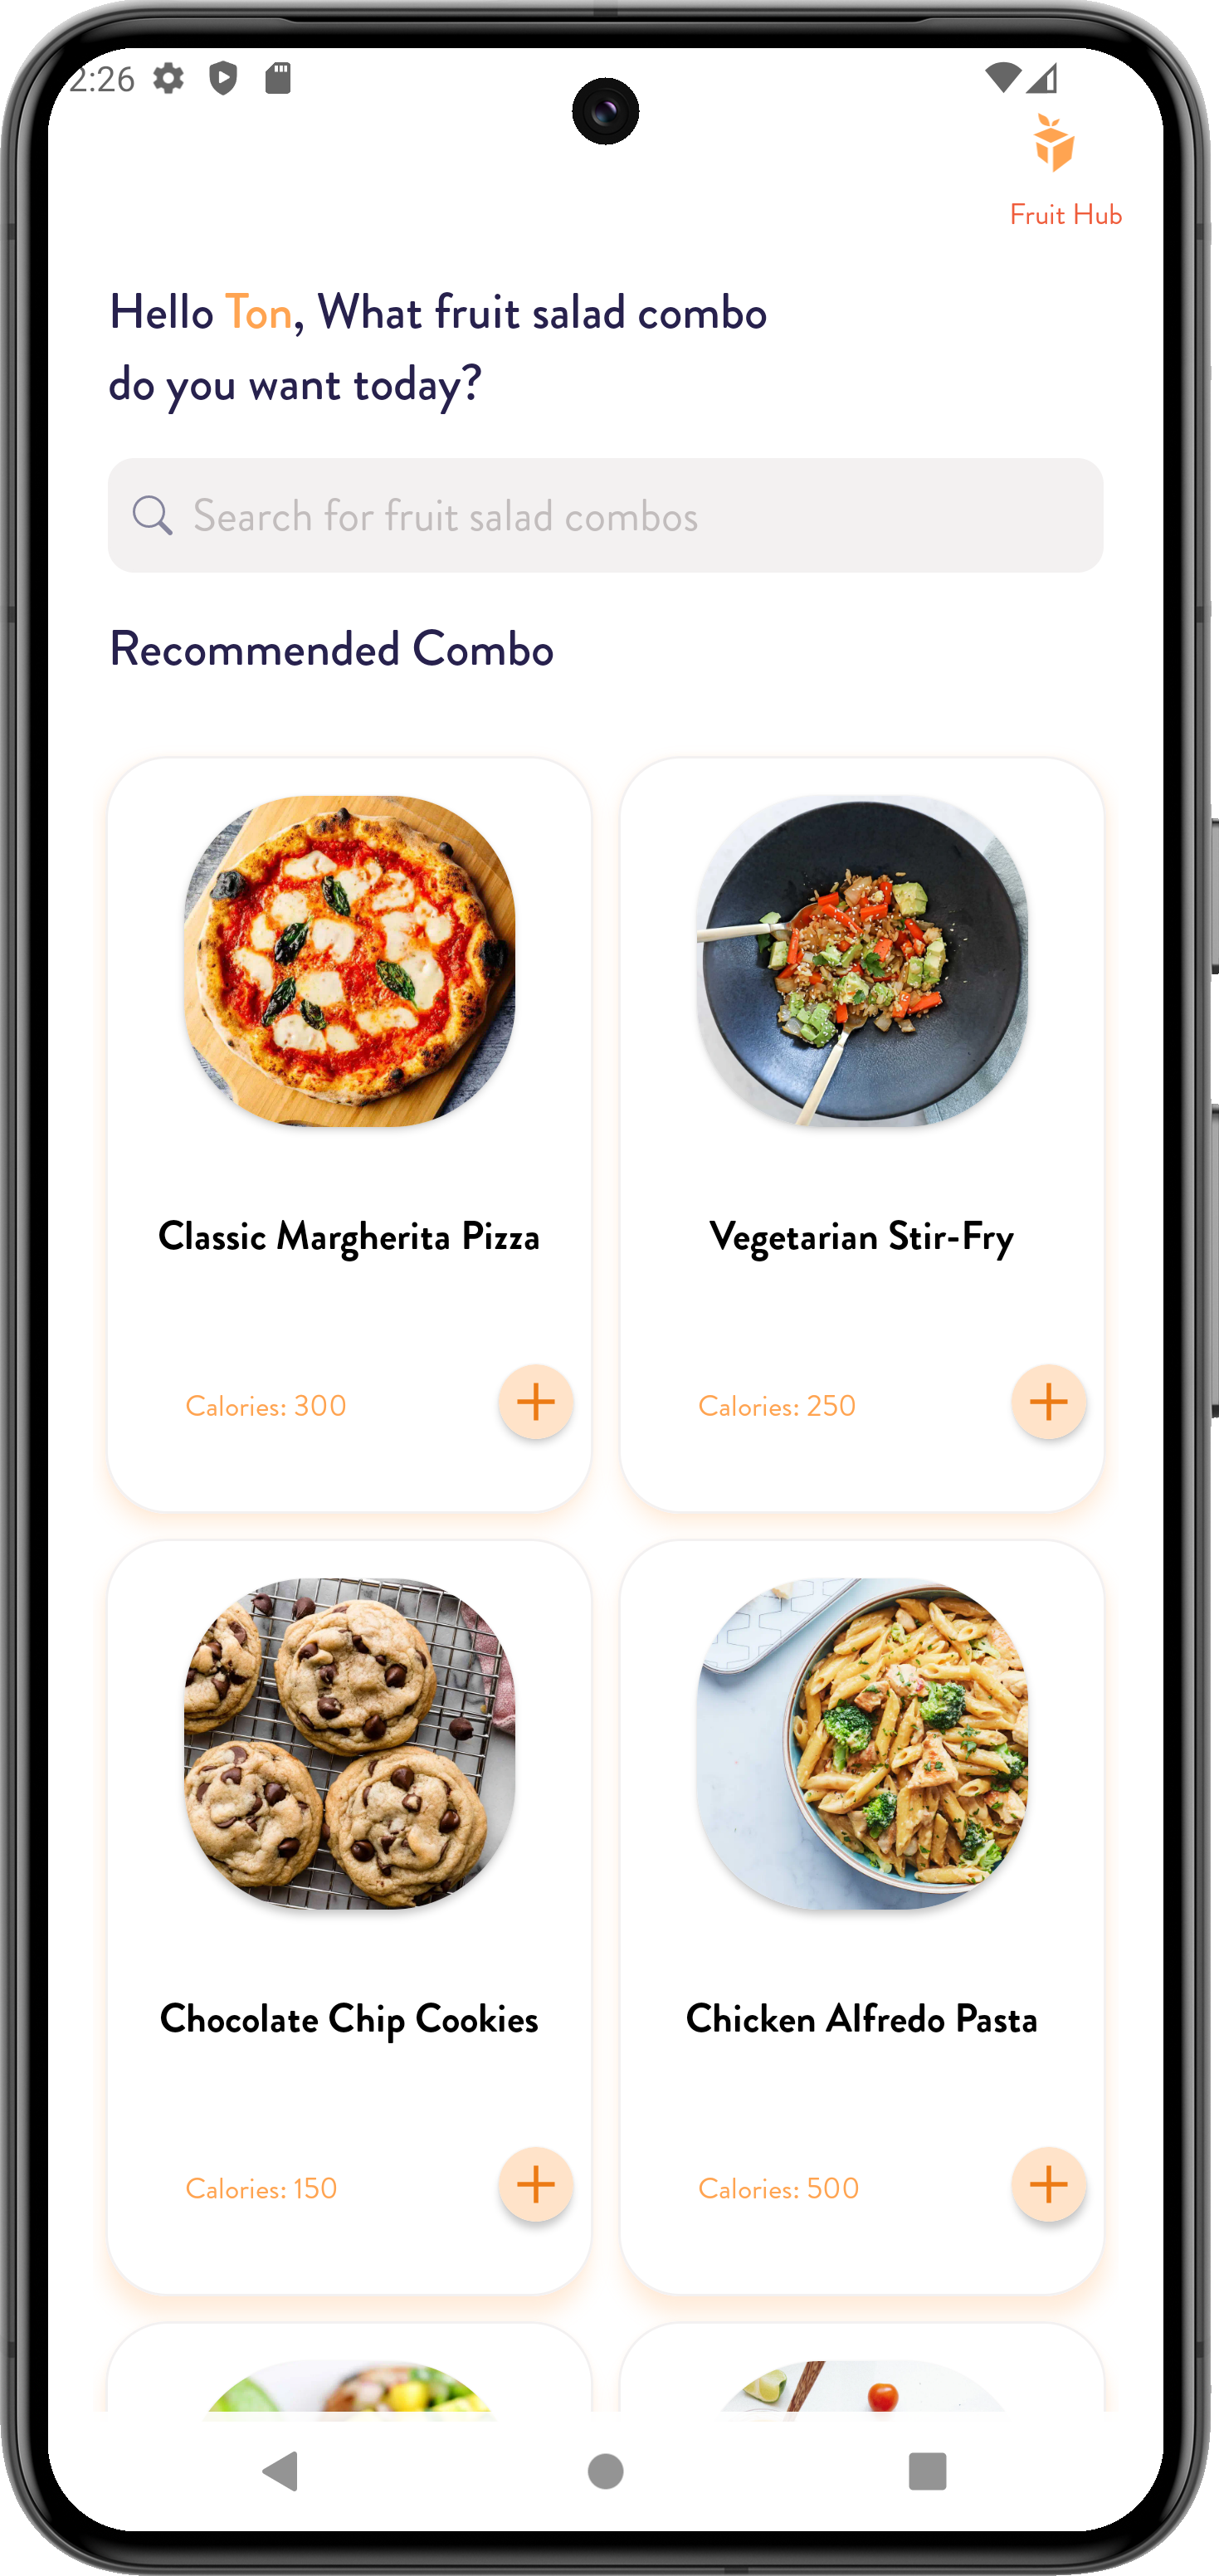 2:26
Fruit Hub
Hello Ton, What fruit salad combo
do you want today?
Search for fruit salad combos
Recommended Combo
Classic Margherita Pizza
Calories: 300
Vegetarian Stir-Fry
Calories: 250
Chocolate Chip Cookies
Calories: 150
Chicken Alfredo Pasta
Calories: 500